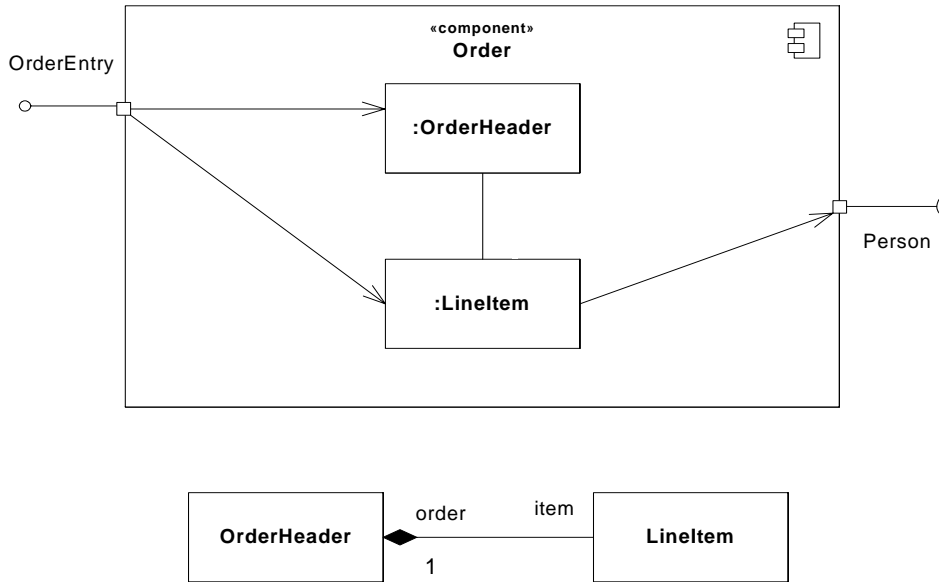 «component»
Order
OrderEntry
:OrderHeader
Person
:LineItem
order
item
OrderHeader
LineItem
1